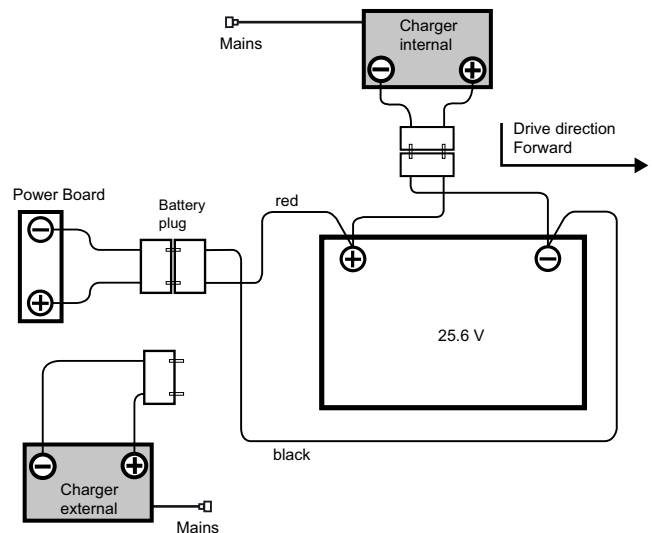 Charger
internal
Mains
Drive direction
Forward
Power Board
Battery
plug
red
25.6 V
black
Charger
external
Mains